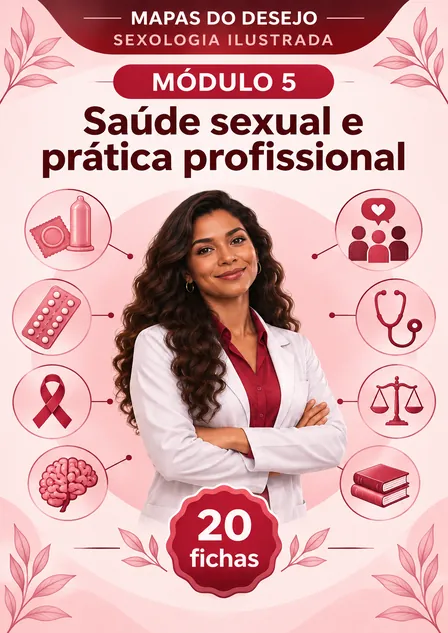 MAPAS DO DESEJO
SEXOLOGIA ILUSTRADA
MÓDULO 5
Saúde sexual e
prática profissional
20
fichas